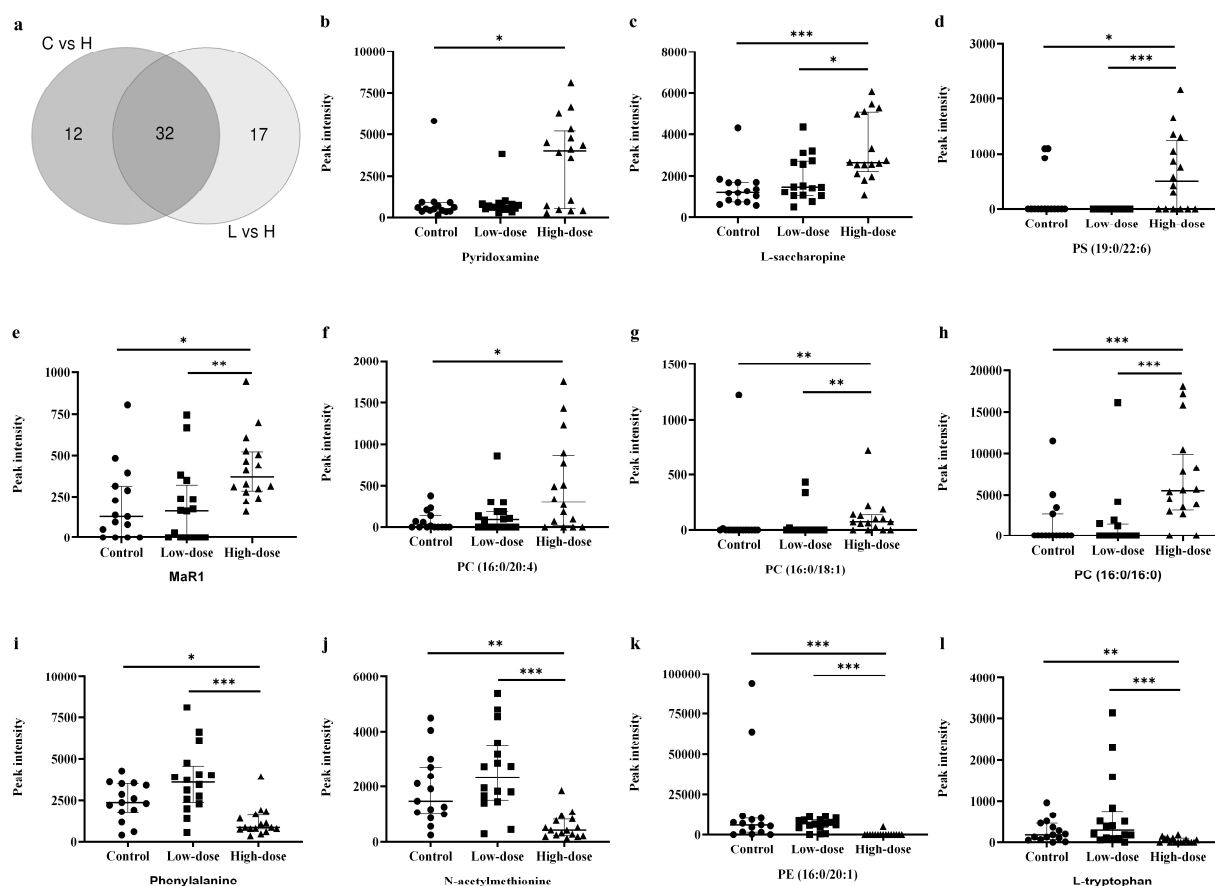 a
C vs H
12
32
17
L vs H
b
*
Peak intensity
10000
7500
5000
2500
0
Control Low-dose High-dose
Pyridoxamine
c
***
*
Peak intensity
8000
6000
4000
2000
0
Control Low-dose High-dose
L-saccharopine
d
*
***
Peak intensity
3000
2000
1000
0
Control Low-dose High-dose
PS (19:0/22:6)
e
*
**
Peak intensity
1000
750
500
250
0
Control Low-dose High-dose
MaR1
f
*
Peak intensity
2000
1500
1000
500
0
Control Low-dose High-dose
PC (16:0/20:4)
g
**
**
Peak intensity
1500
1000
500
0
Control Low-dose High-dose
PC (16:0/18:1)
h
***
***
Peak intensity
20000
15000
10000
5000
0
Control Low-dose High-dose
PC (16:0/16:0)
i
*
***
Peak intensity
10000
7500
5000
2500
0
Control Low-dose High-dose
Phenylalanine
j
**
***
Peak intensity
6000
4000
2000
0
Control Low-dose High-dose
N-acetylmethionine
k
***
***
Peak intensity
100000
75000
50000
25000
0
Control Low-dose High-dose
PE (16:0/20:1)
l
**
***
Peak intensity
4000
3000
2000
1000
0
Control Low-dose High-dose
L-tryptophan